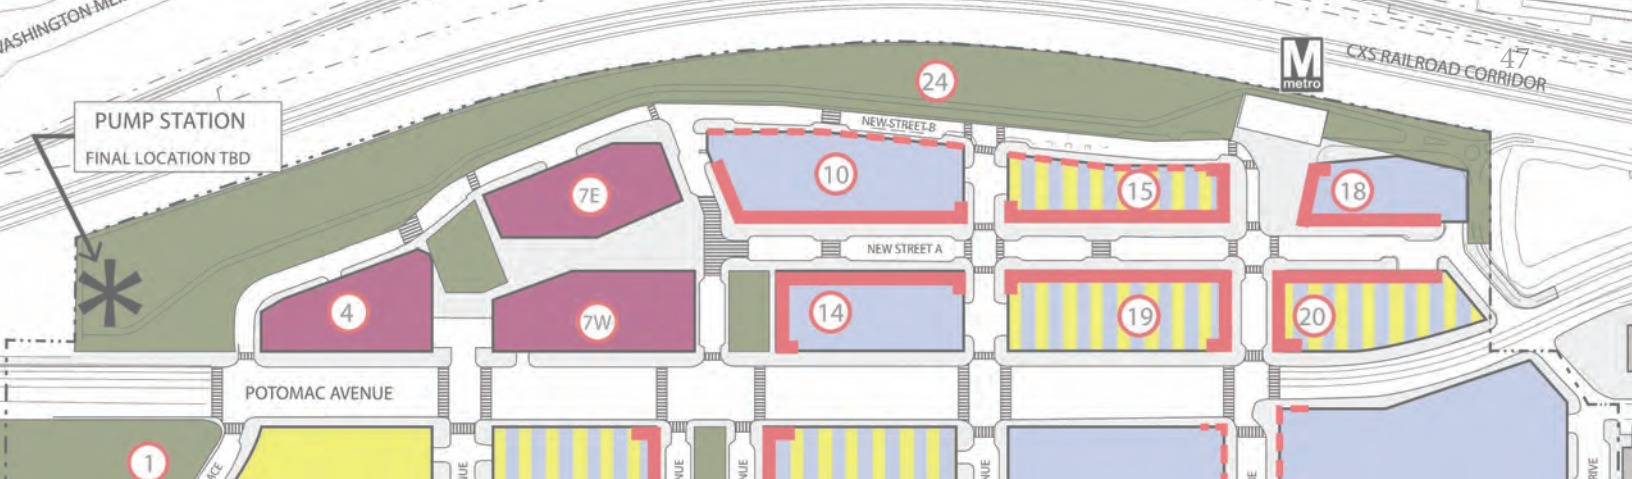 WASHINGTON
47
M
metro
CXS RAILROAD CORRIDOR
24
PUMP STATION
FINAL LOCATION TBD
NEW STREET B
7E
10
15
18
NEW STREET A
4
7W
14
19
20
POTOMAC AVENUE
1